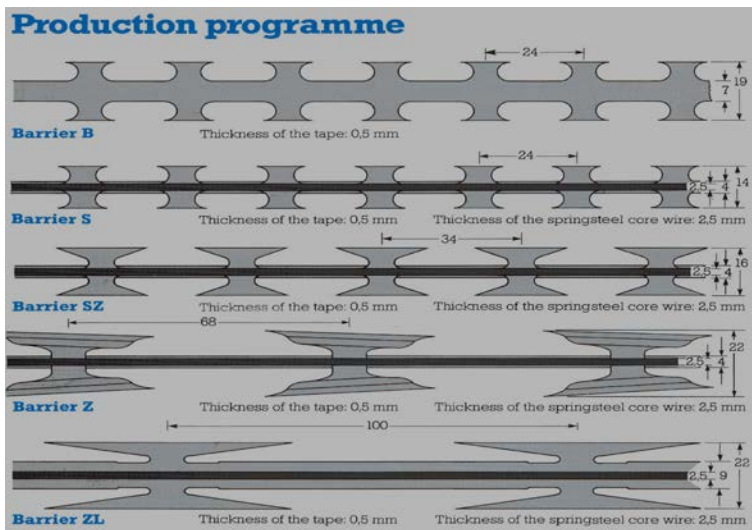 Production programme
24
19
7
Barrier B Thickness of the tape: 0,5 mm
24
2,5 4 14
Barrier S Thickness of the tape: 0,5 mm Thickness of the springsteel core wire: 2,5 mm
34
2,5 4 16
Barrier SZ Thickness of the tape: 0,5 mm Thickness of the springsteel core wire: 2,5 mm
68
2,5 4 22
Barrier Z Thickness of the tape: 0,5 mm Thickness of the springsteel core wire: 2,5 mm
100
2,5 9 22
Barrier ZL Thickness of the tape: 0,5 mm Thickness of the springsteel core wire: 2,5 mm